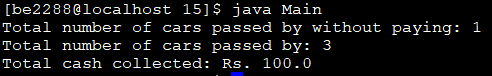 [be2288@localhost 15]$ java Main
Total number of cars passed by without paying: 1
Total number of cars passed by: 3
Total cash collected: Rs. 100.0